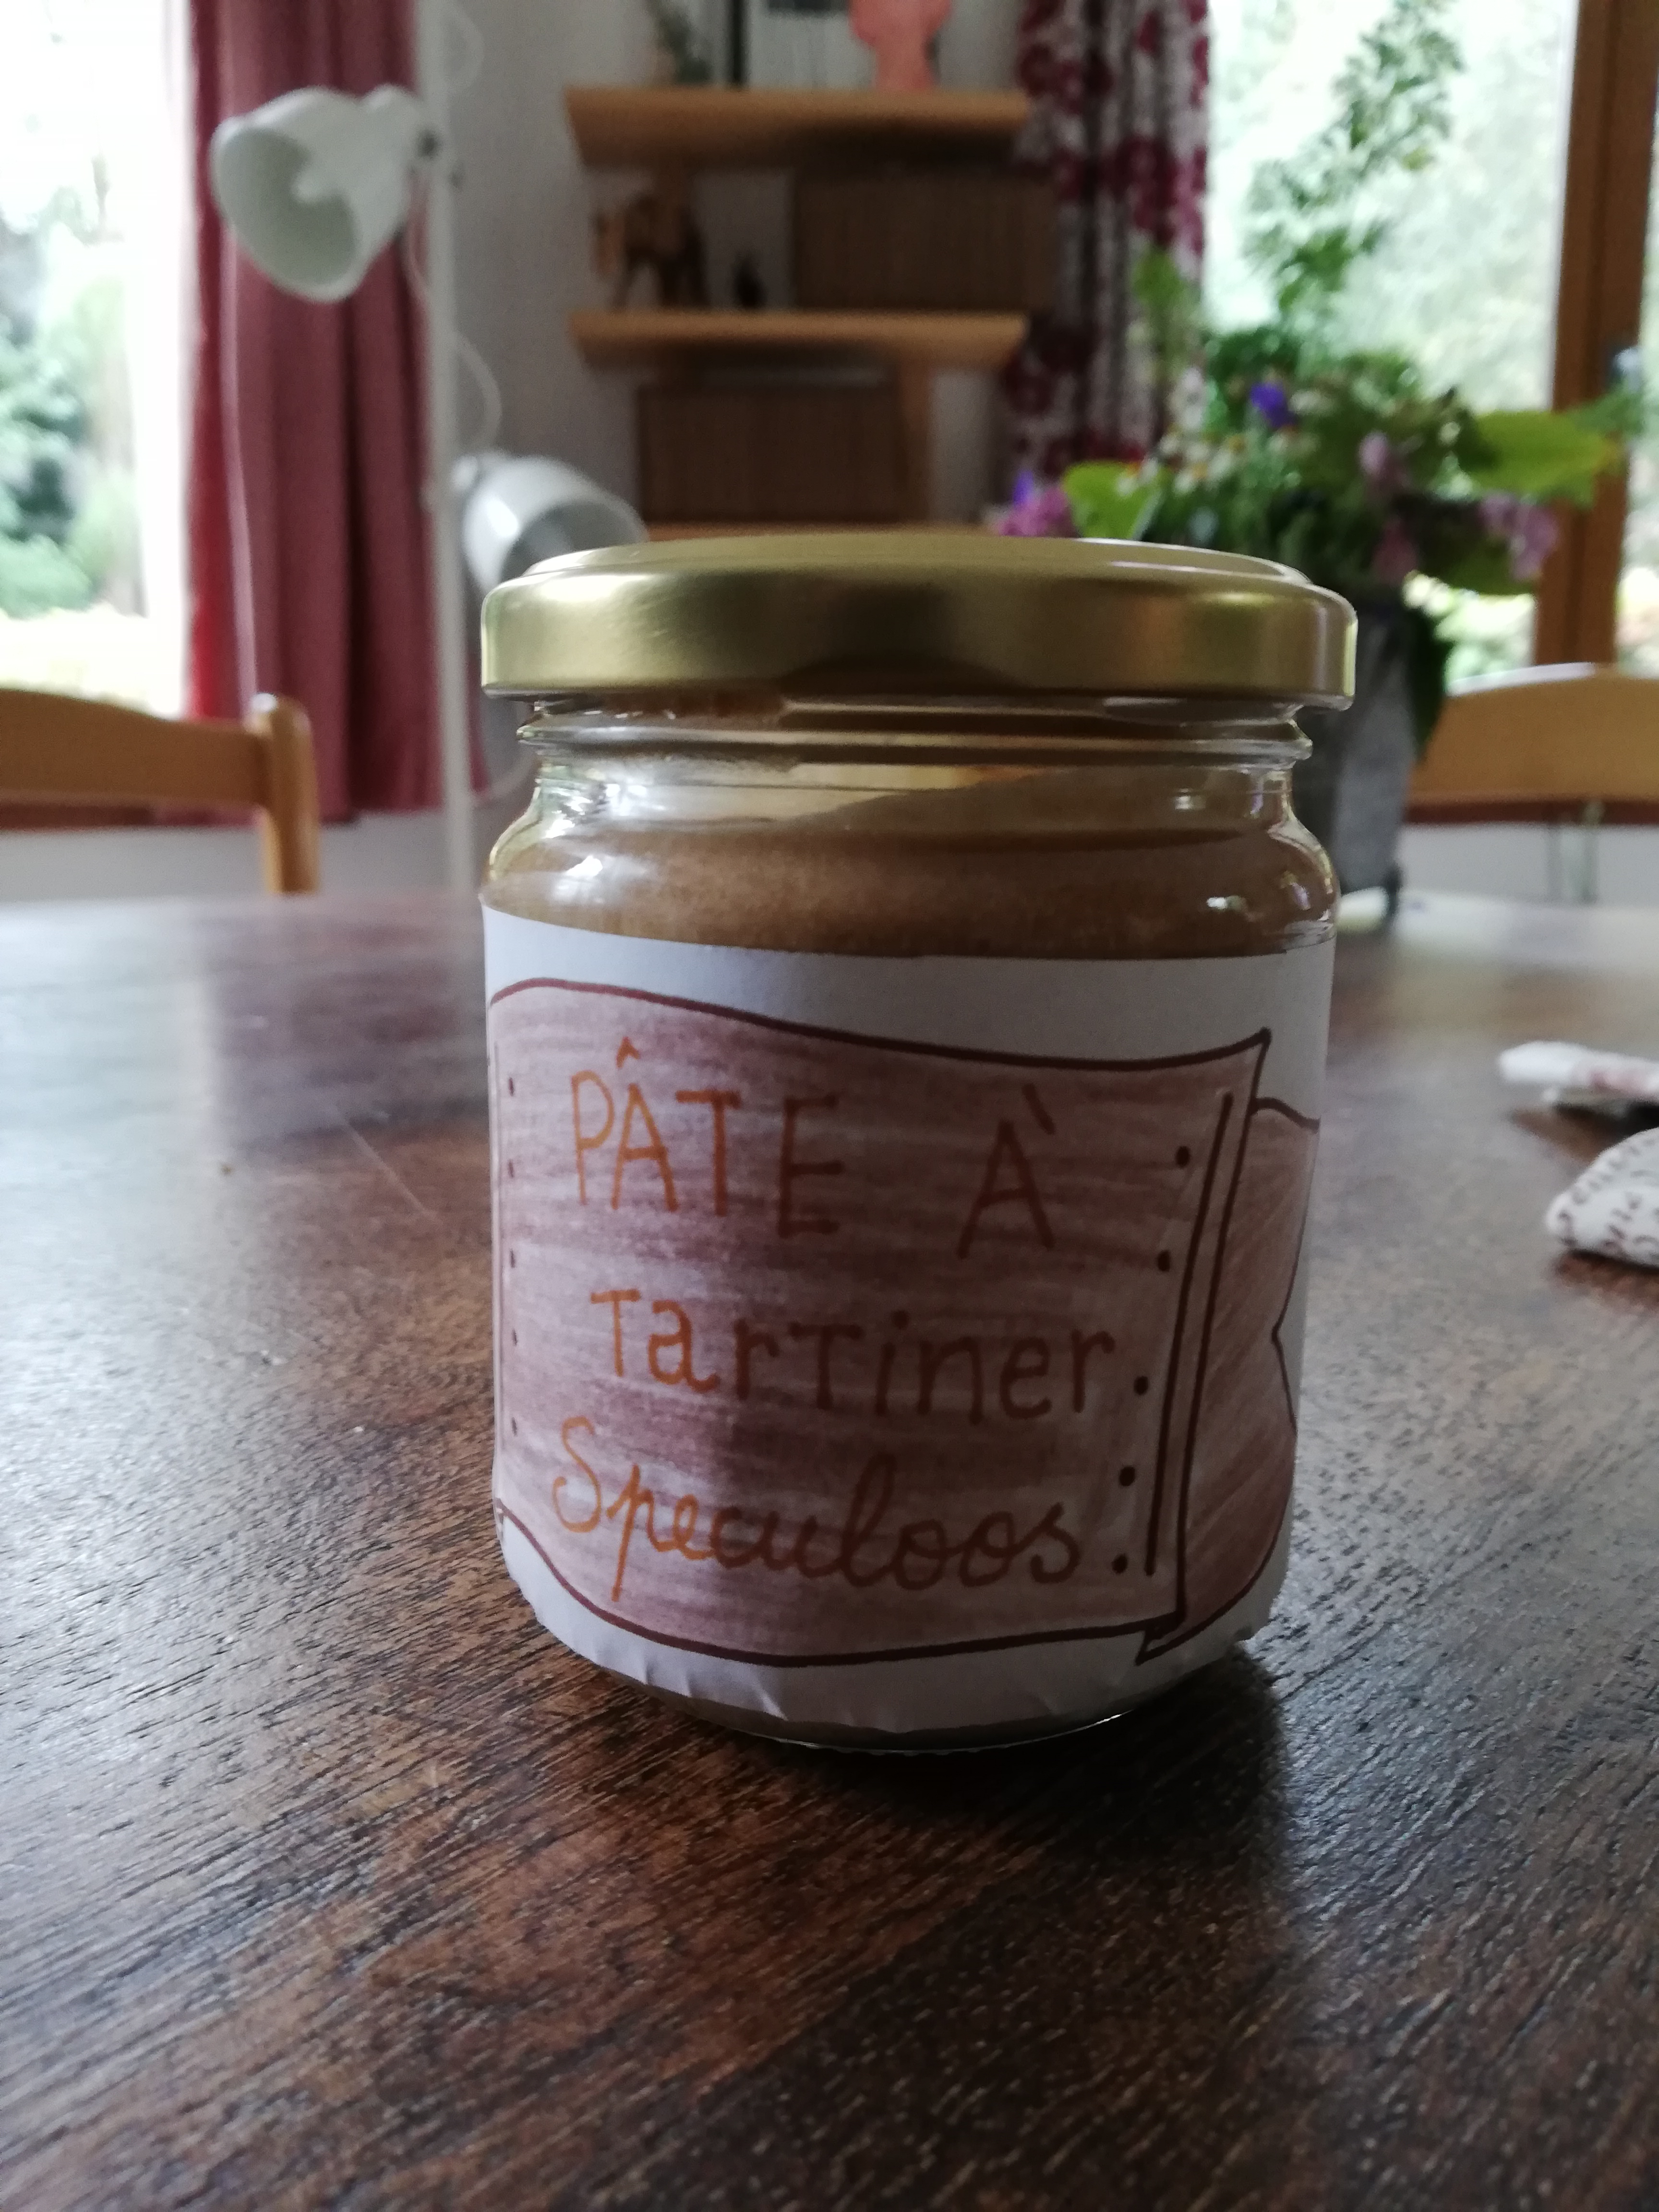 PÂTE À
Tartiner
Speculoos